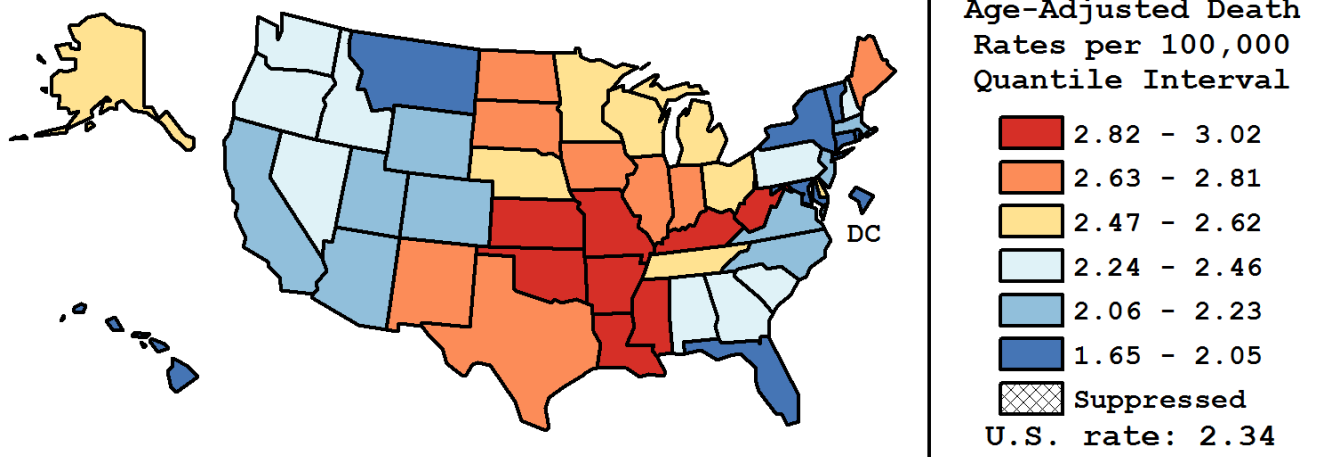 Age-Adjusted Death
Rates per 100,000
Quantile Interval
2.82 - 3.02
2.63 - 2.81
2.47 - 2.62
2.24 - 2.46
2.06 - 2.23
1.65 - 2.05
Suppressed
U.S. rate: 2.34
DC